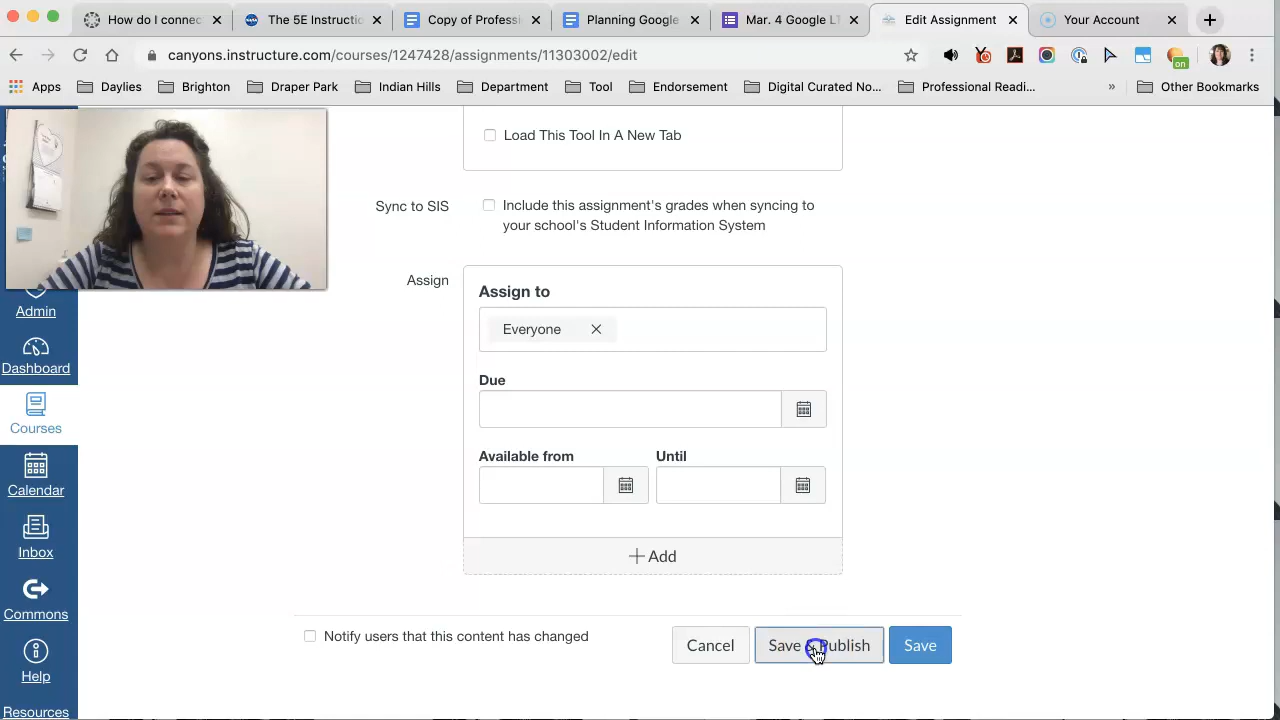 How do I connec
The 5E Instructi
Copy of Professi
Planning Google
Mar. 4 Google LT
Edit Assignment
Your Account
canyons.instructure.com/courses/1247428/assignments/11303002/edit
on
Apps
Daylies
Brighton
Draper Park
Indian Hills
Department
Tool
Endorsement
Digital Curated No...
Professional Readi...
»
Other Bookmarks
Load This Tool In A New Tab
Sync to SIS
Include this assignment's grades when syncing to
your school's Student Information System
Assign
Assign to
Everyone
Due
Available from
Until
+ Add
Notify users that this content has changed
Cancel
Save & Publish
Save
Admin
Dashboard
Courses
Calendar
Inbox
Commons
Help
Resources